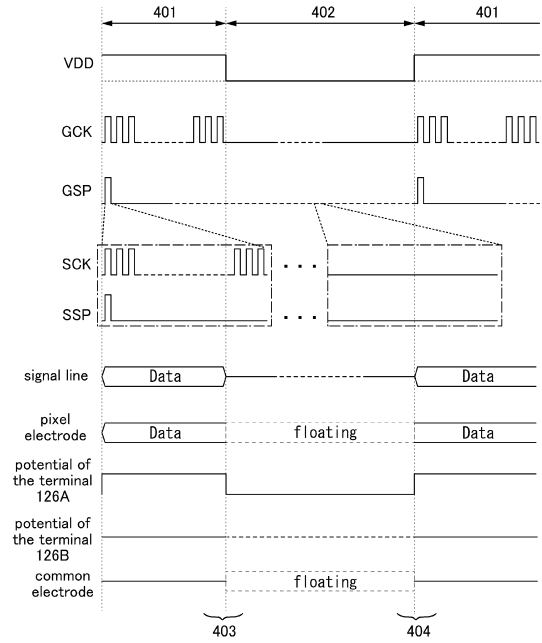 401 402 401
VDD
GCK
GSP
SCK
SSP
signal line Data Data
pixel
electrode Data floating Data
potential of
the terminal
126A
potential of
the terminal
126B
common
electrode floating
403 404